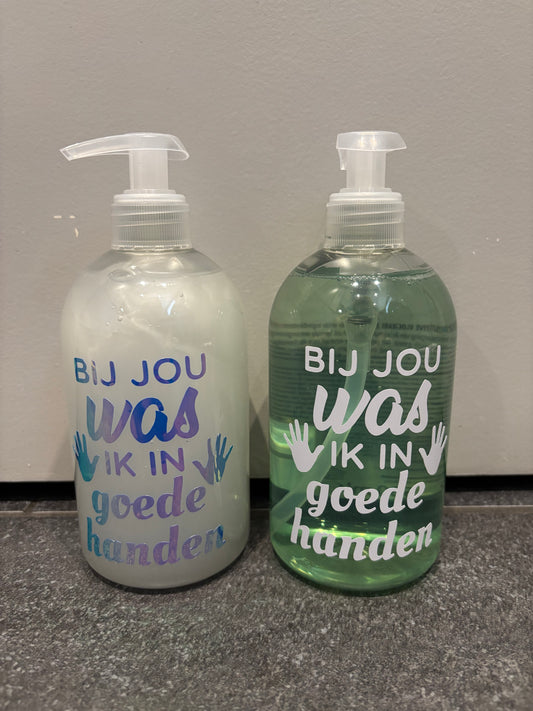 BIJ JOU
was
IK IN
goede
handen
BIJ JOU
was
IK IN
goede
handen